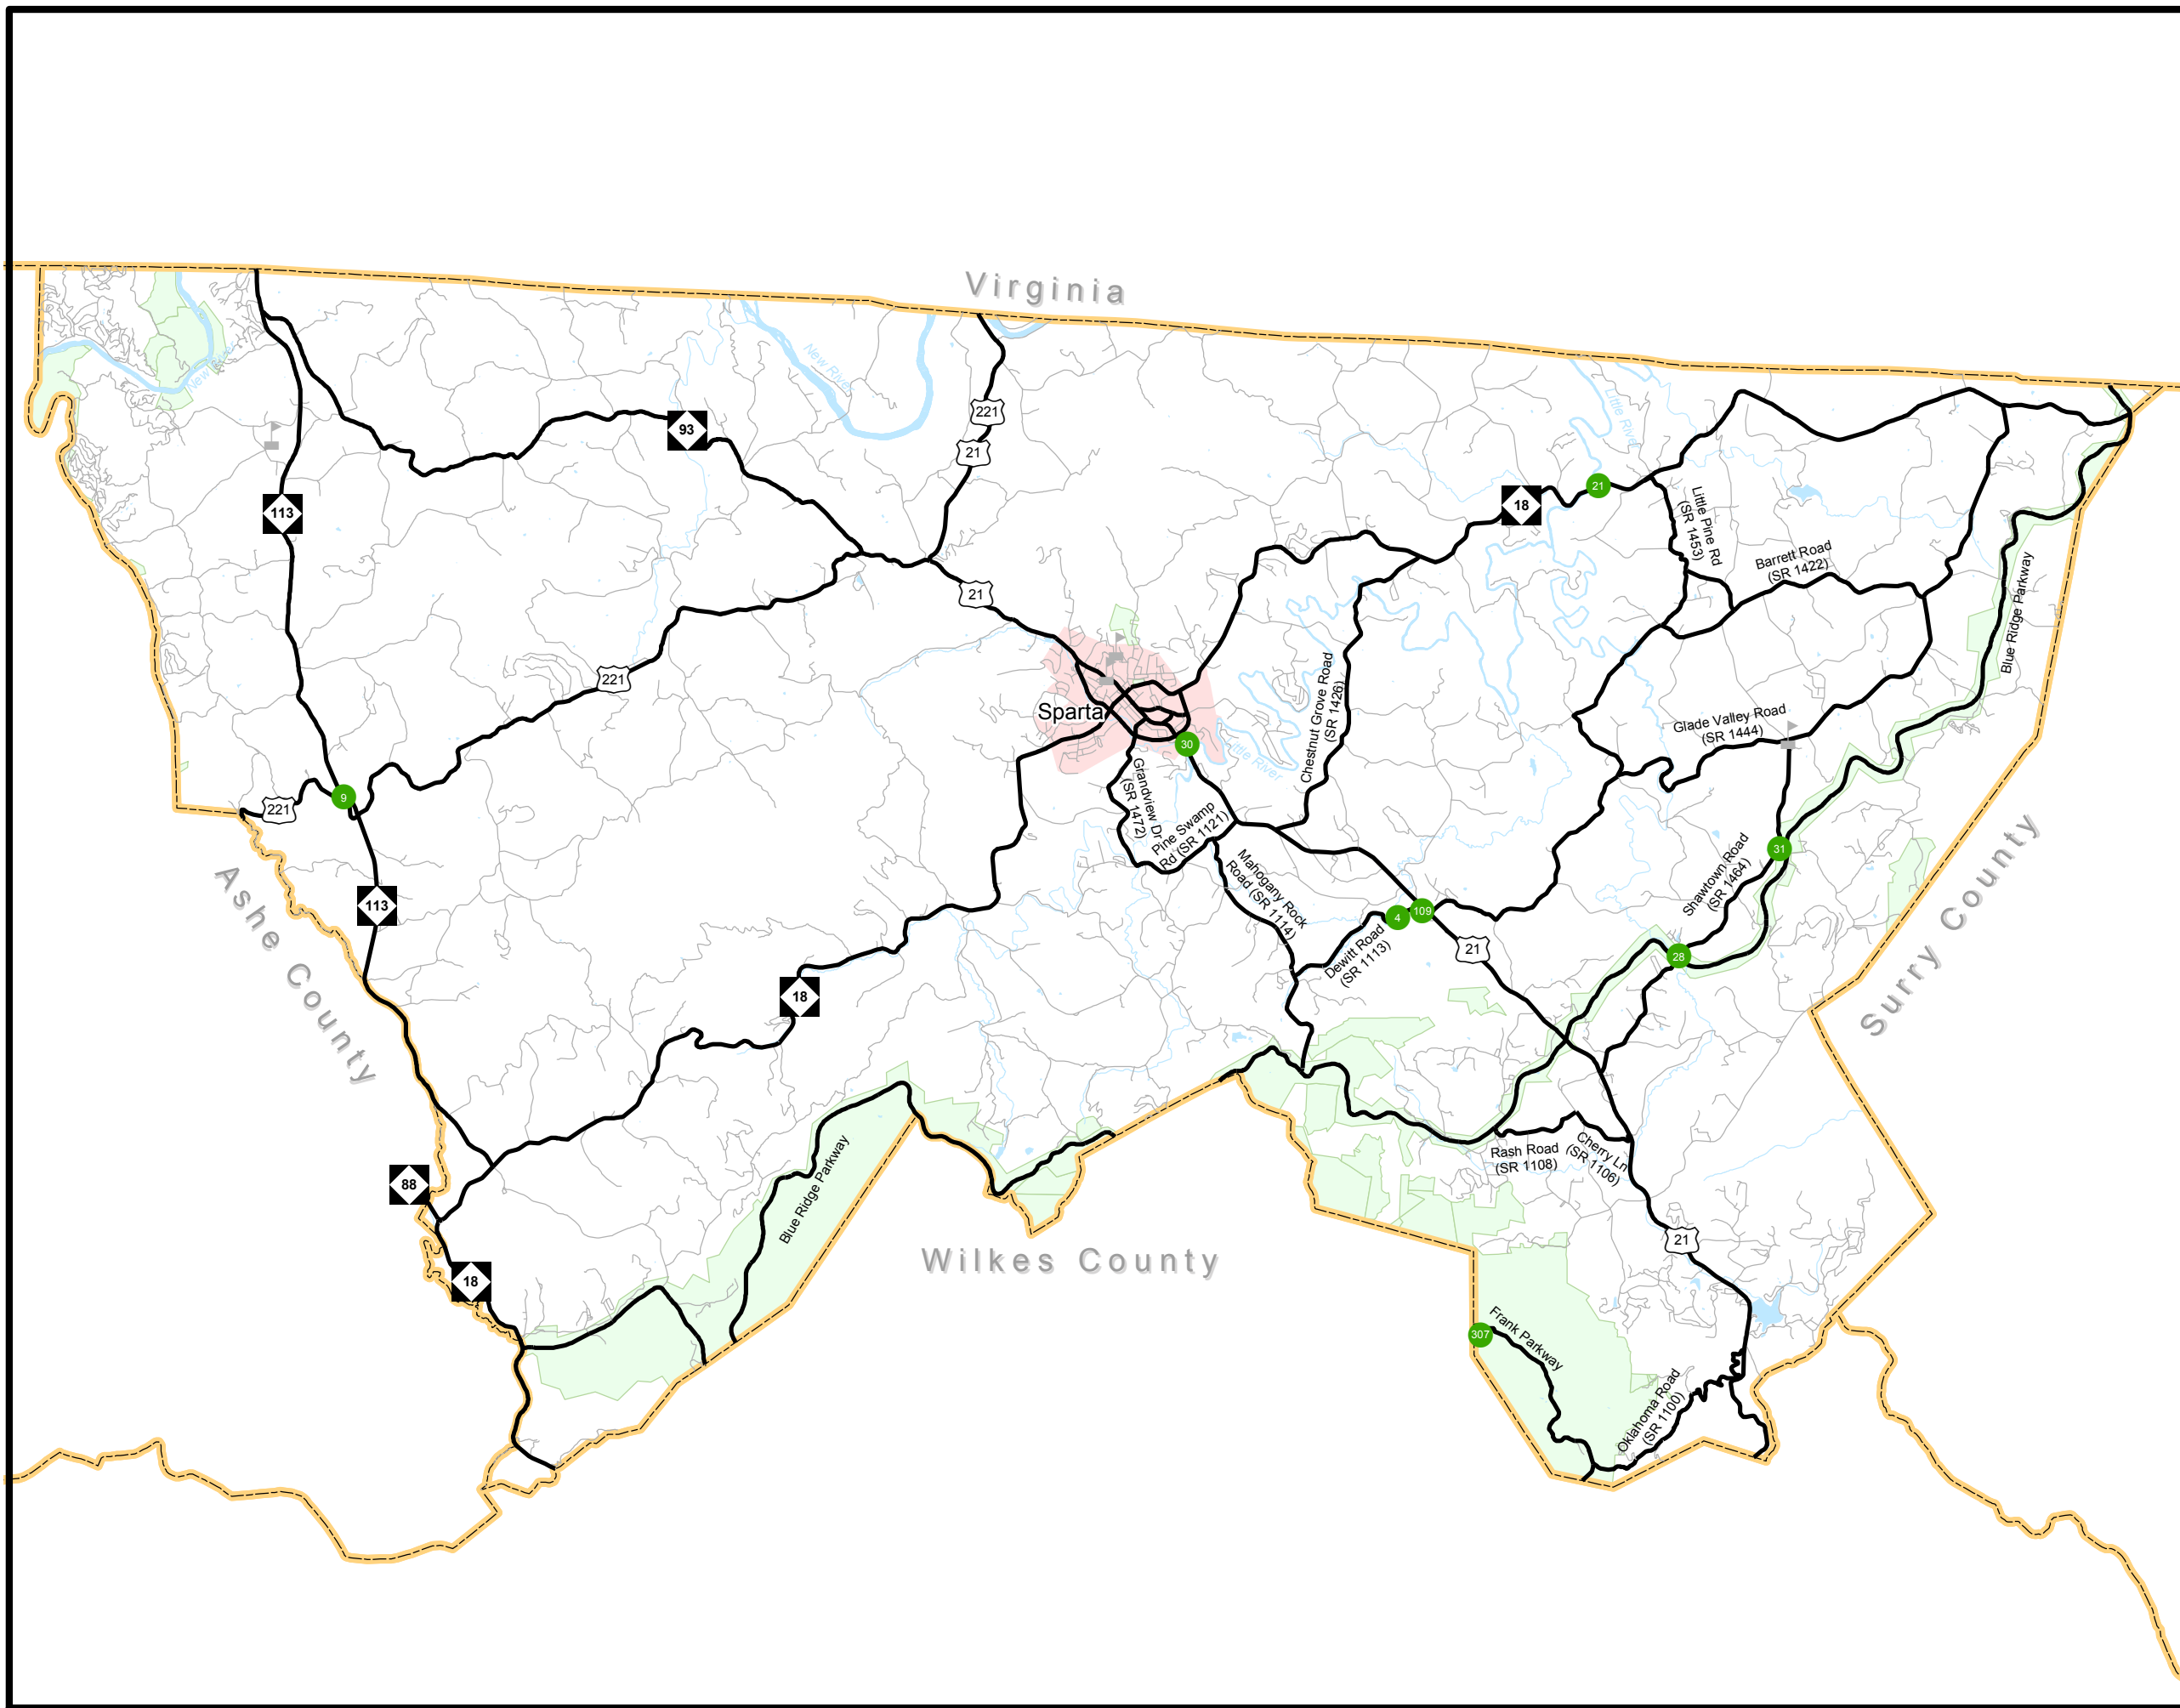 Virginia
New River
New River
Little River
221
93
21
21
18
113
Little Pine Rd
(SR 1453)
Barrett Road
(SR 1422)
21
Blue Ridge Parkway
221
Sparta
Chestnut Grove Road
(SR 1426)
Glade Valley Road
(SR 1444)
30
Little River
9
221
Grandview Dr
(SR 1472)
Pine Swamp
Rd (SR 1121)
Mahogany Rock
Road (SR 1114)
Shawtown Road
(SR 1464)
31
Ashe County
113
4
109
Dewitt Road
(SR 1113)
21
28
Surry County
18
Rash Road
(SR 1108)
Cherry Ln
(SR 1106)
88
Blue Ridge Parkway
Wilkes County
21
18
307
Frank Parkway
Oklahoma Road
(SR 1100)